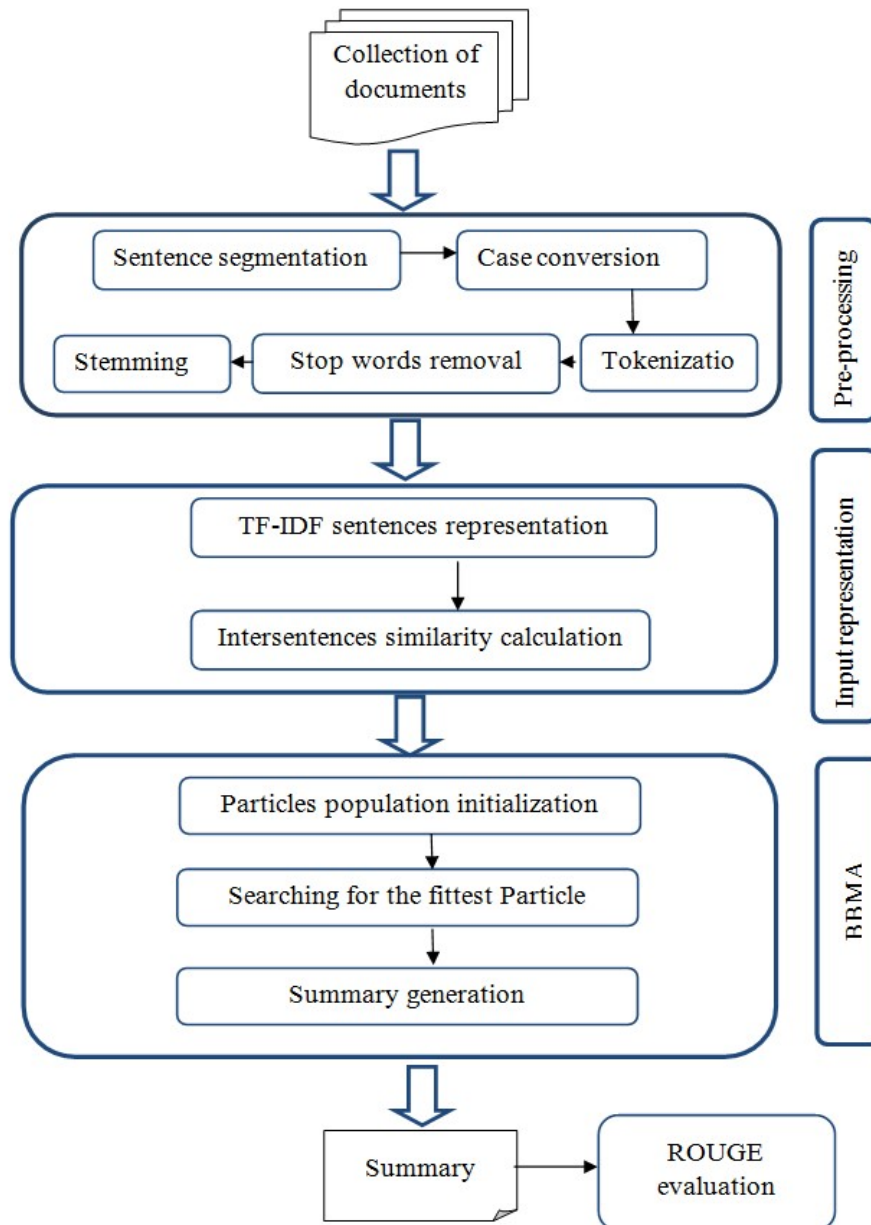 Collection of
documents
Sentence segmentation
Case conversion
Tokenizatio
Stop words removal
Stemming
Pre-processing
TF-IDF sentences representation
Intersentences similarity calculation
Input representation
Particles population initialization
Searching for the fittest Particle
Summary generation
BBMA
Summary
ROUGE
evaluation